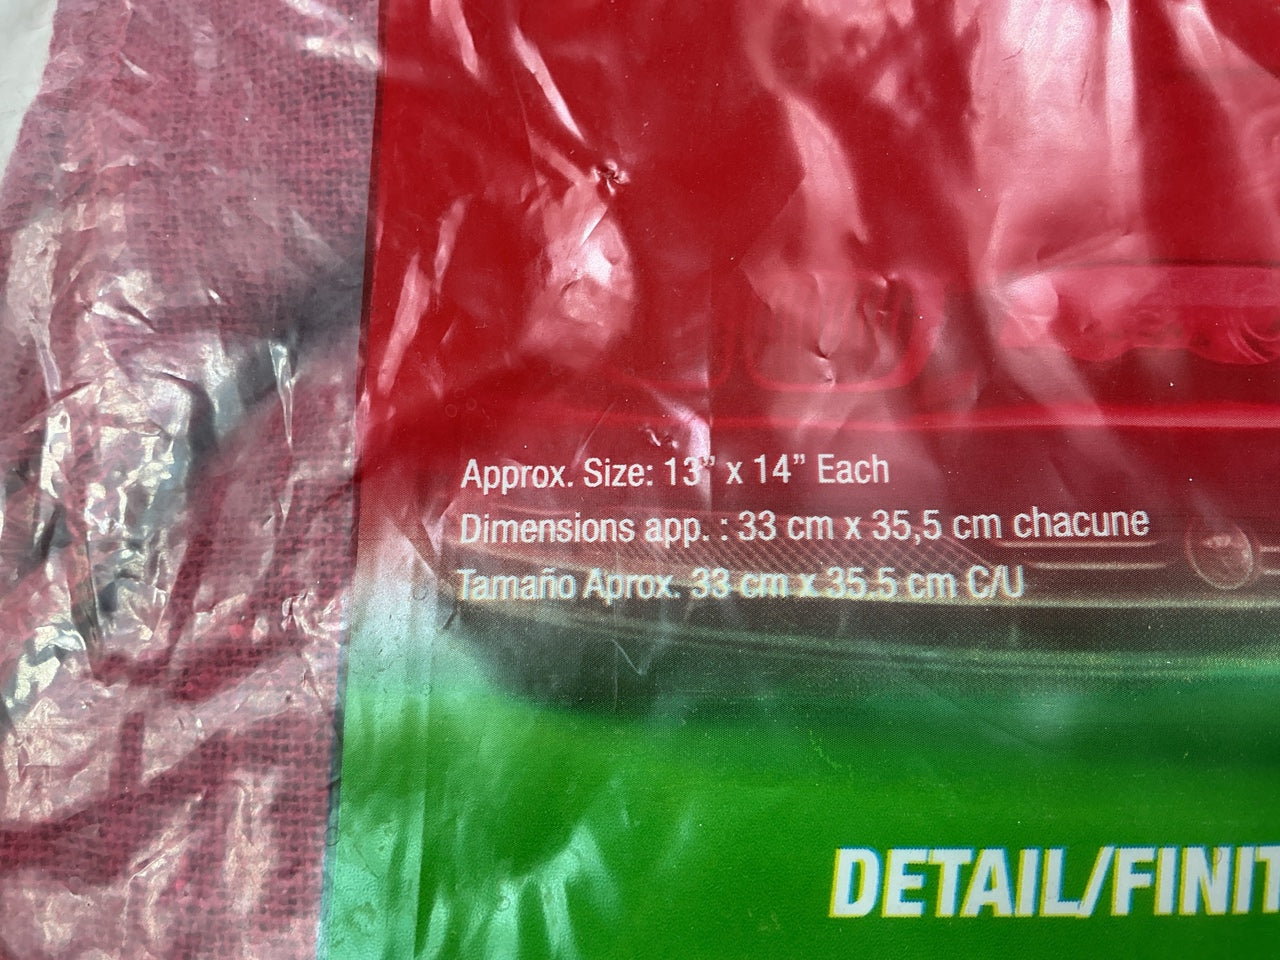 Approx. Size: 13” x 14” Each
Dimensions app. : 33 cm x 35,5 cm chacune
Tamaño Aprox. 33 cm x 35.5 cm C/U
DETAIL/FINIT